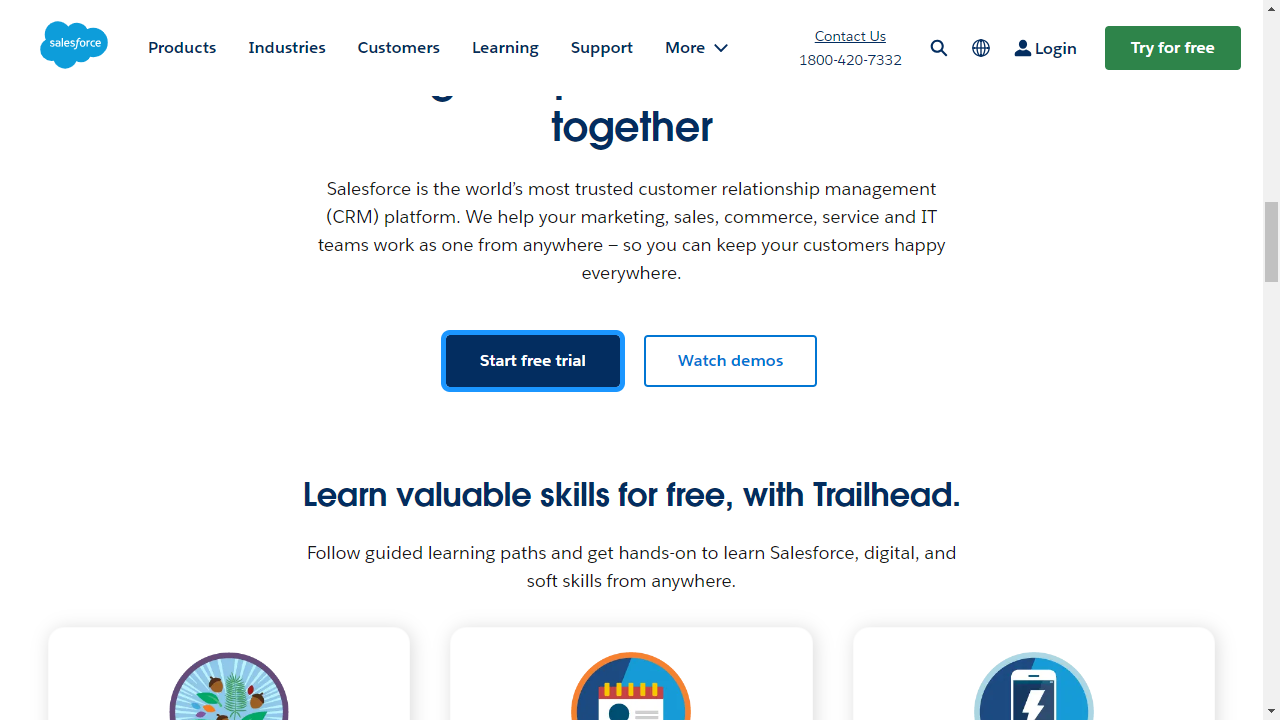 salesforce
Products
Industries
Customers
Learning
Support
More
Contact Us
1800-420-7332
Login
Try for free
together
Salesforce is the world’s most trusted customer relationship management
(CRM) platform. We help your marketing, sales, commerce, service and IT
teams work as one from anywhere – so you can keep your customers happy
everywhere.
Start free trial
Watch demos
Learn valuable skills for free, with Trailhead.
Follow guided learning paths and get hands-on to learn Salesforce, digital, and
soft skills from anywhere.